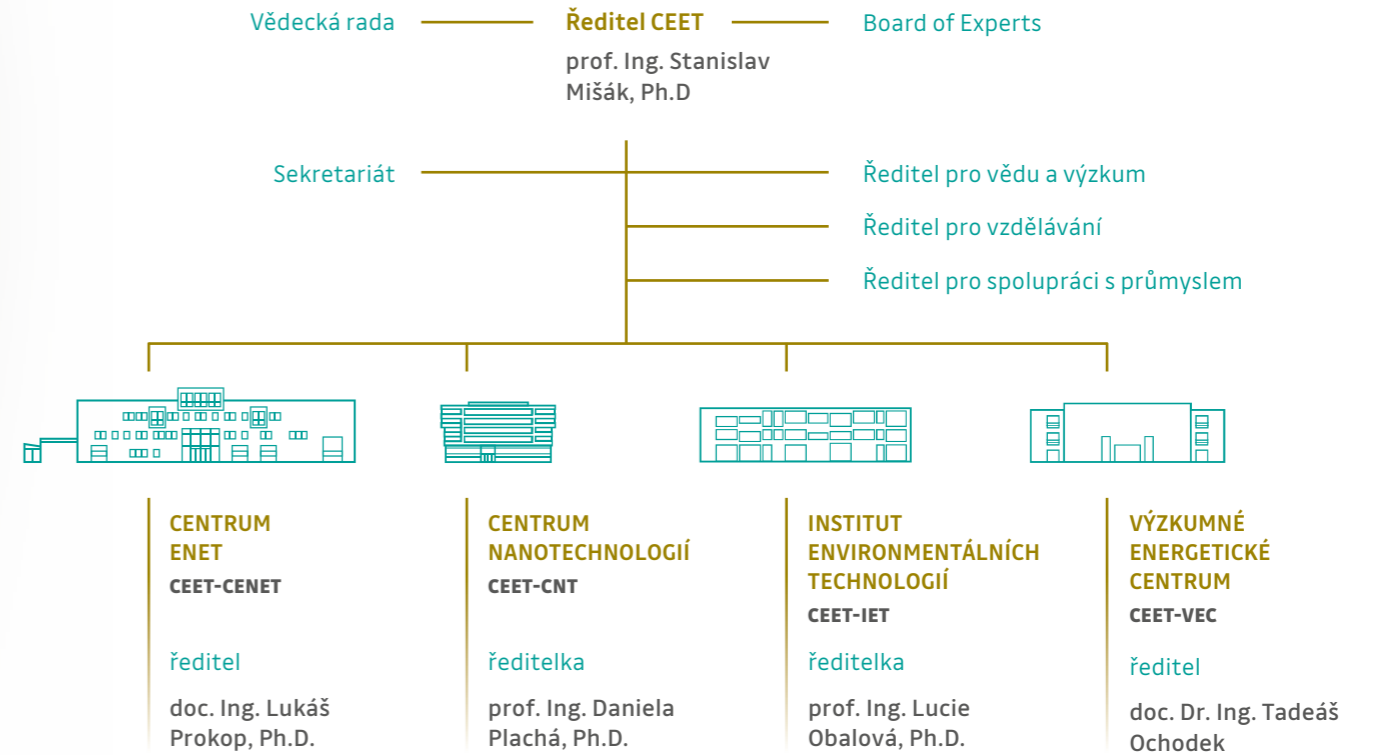 Vědecká rada
Ředitel CEET
Board of Experts
prof. Ing. Stanislav
Mišák, Ph.D
Sekretariát
Ředitel pro vědu a výzkum
Ředitel pro vzdělávání
Ředitel pro spolupráci s průmyslem
CENTRUM
ENET
CEET-CENET
ředitel
doc. Ing. Lukáš
Prokop, Ph.D.
CENTRUM
NANOTECHNOLOGIÍ
CEET-CNT
ředitelka
prof. Ing. Daniela
Plachá, Ph.D.
INSTITUT
ENVIRONMENTÁLNÍCH
TECHNOLOGIÍ
CEET-IET
ředitelka
prof. Ing. Lucie
Obalová, Ph.D.
VÝZKUMNÉ
ENERGETICKÉ
CENTRUM
CEET-VEC
ředitel
doc. Dr. Ing. Tadeáš
Ochodek